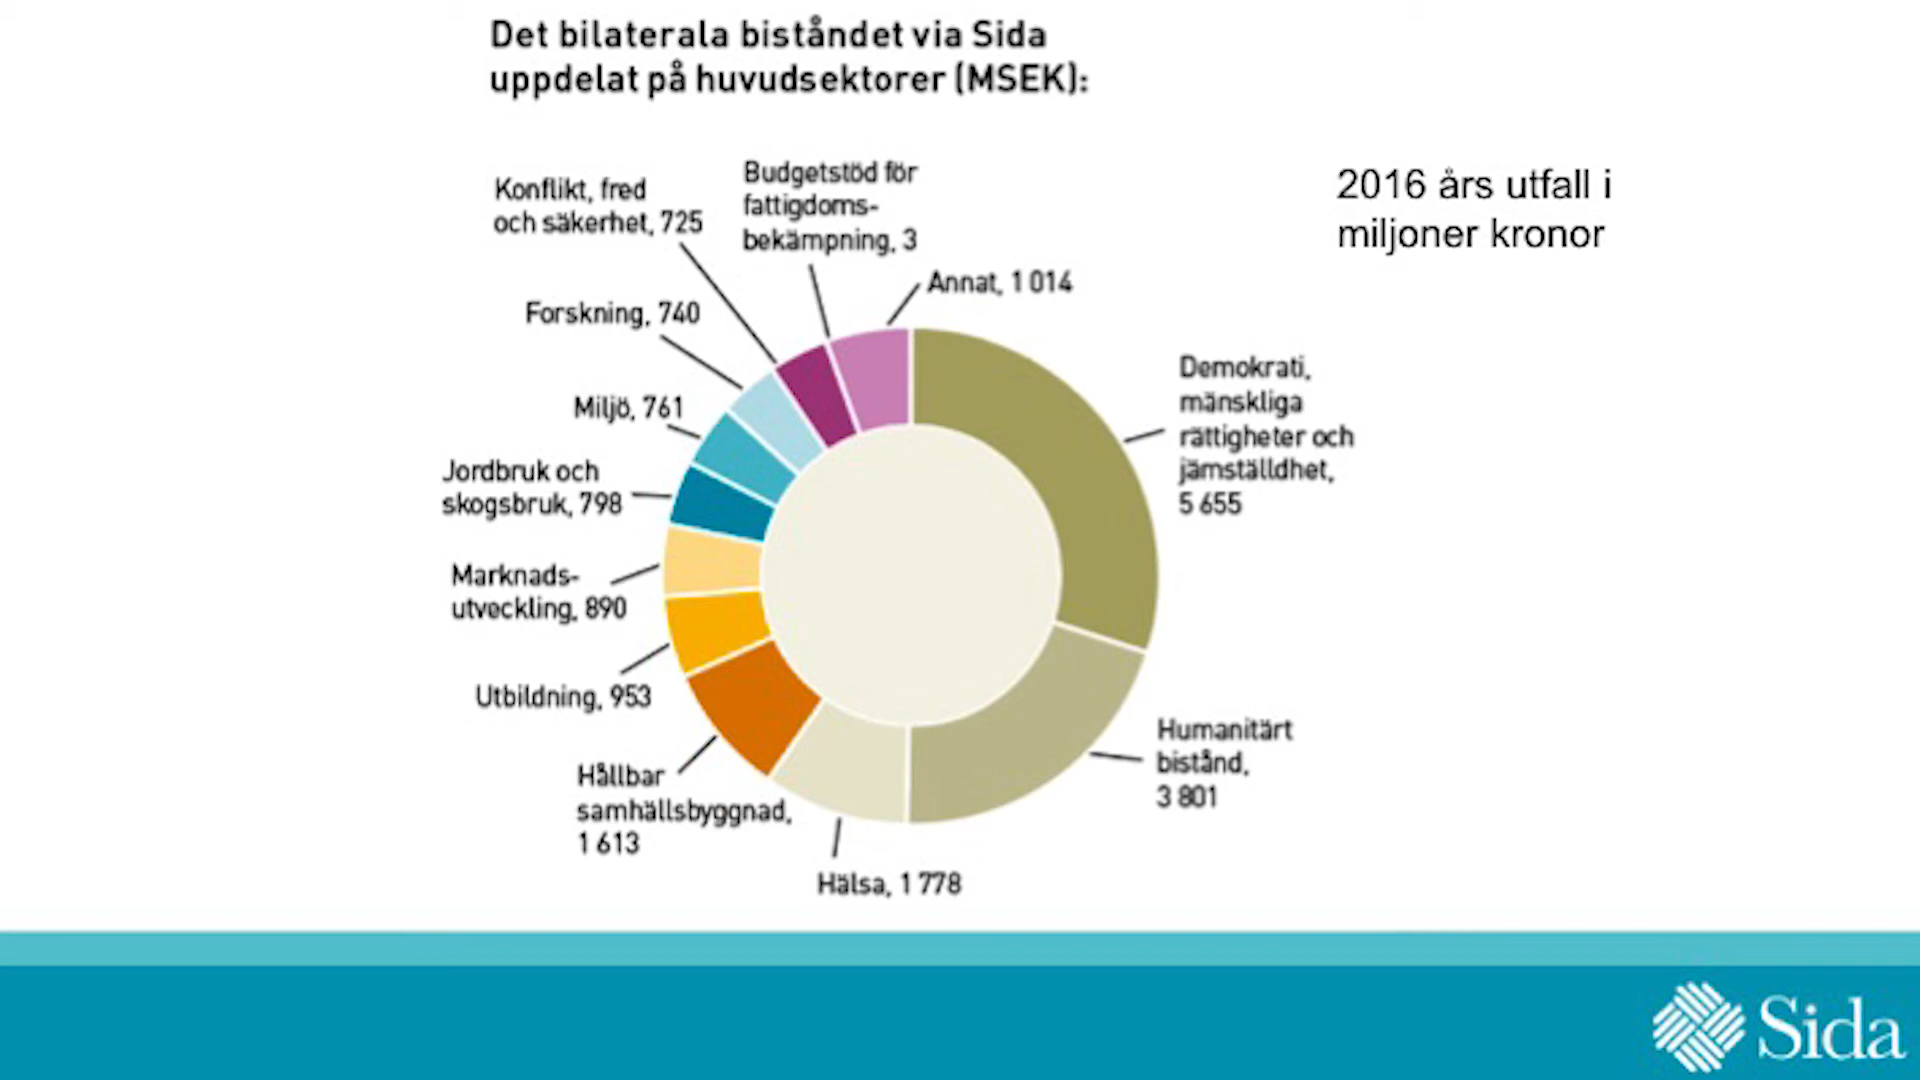 Det bilaterala biståndet via Sida
uppdelat på huvudsektorer (MSEK):
2016 års utfall i
miljoner kronor
Konflikt, fred
och säkerhet, 725
Budgetstöd för
fattigdoms-
bekämpning, 3
Annat, 1 014
Forskning, 740
Miljö, 761
Jordbruk och
skogsbruk, 798
Marknads-
utveckling, 890
Utbildning, 953
Hållbar
samhällsbyggnad,
1 613
Hälsa, 1 778
Humanitärt
bistånd,
3 801
Demokrati,
mänskliga
rättigheter och
jämställdhet,
5 655
Sida